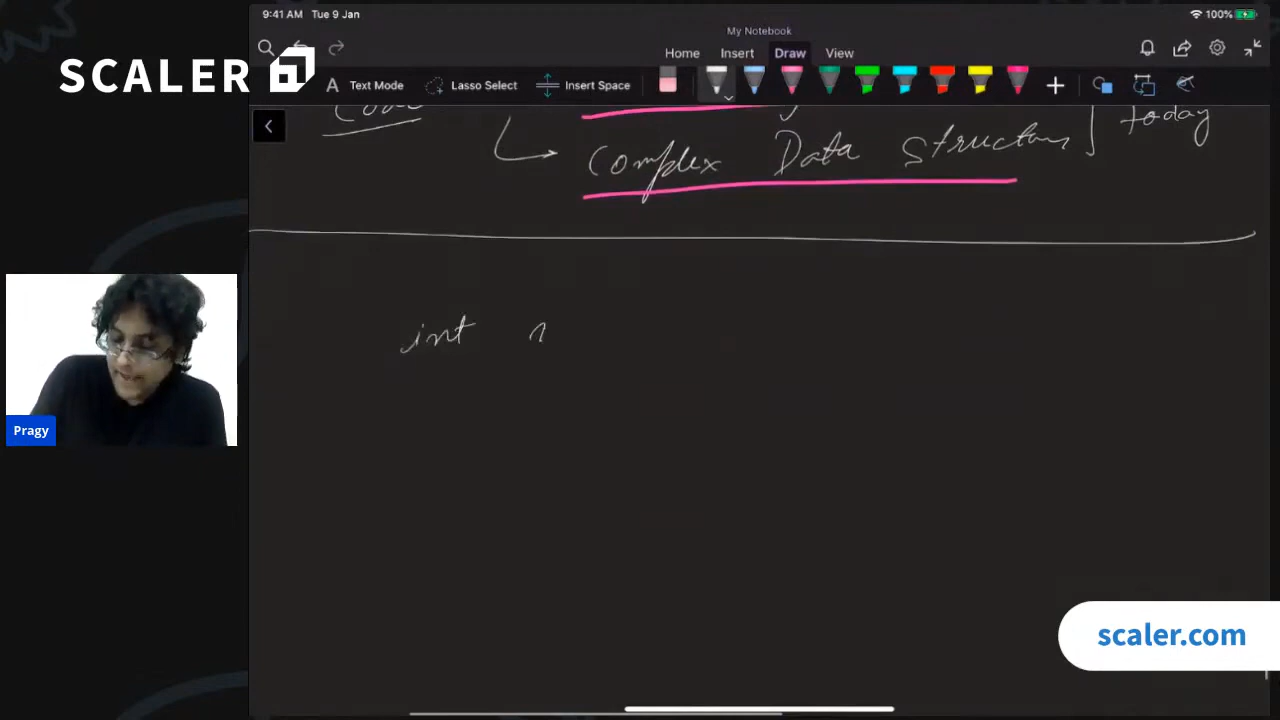 9:41 AM Tue 9 Jan
100%
My Notebook
Home Insert Draw View
SCALER
A Text Mode Lasso Select Insert Space
today
Complex Data Structures
int
Pragy
scaler.com